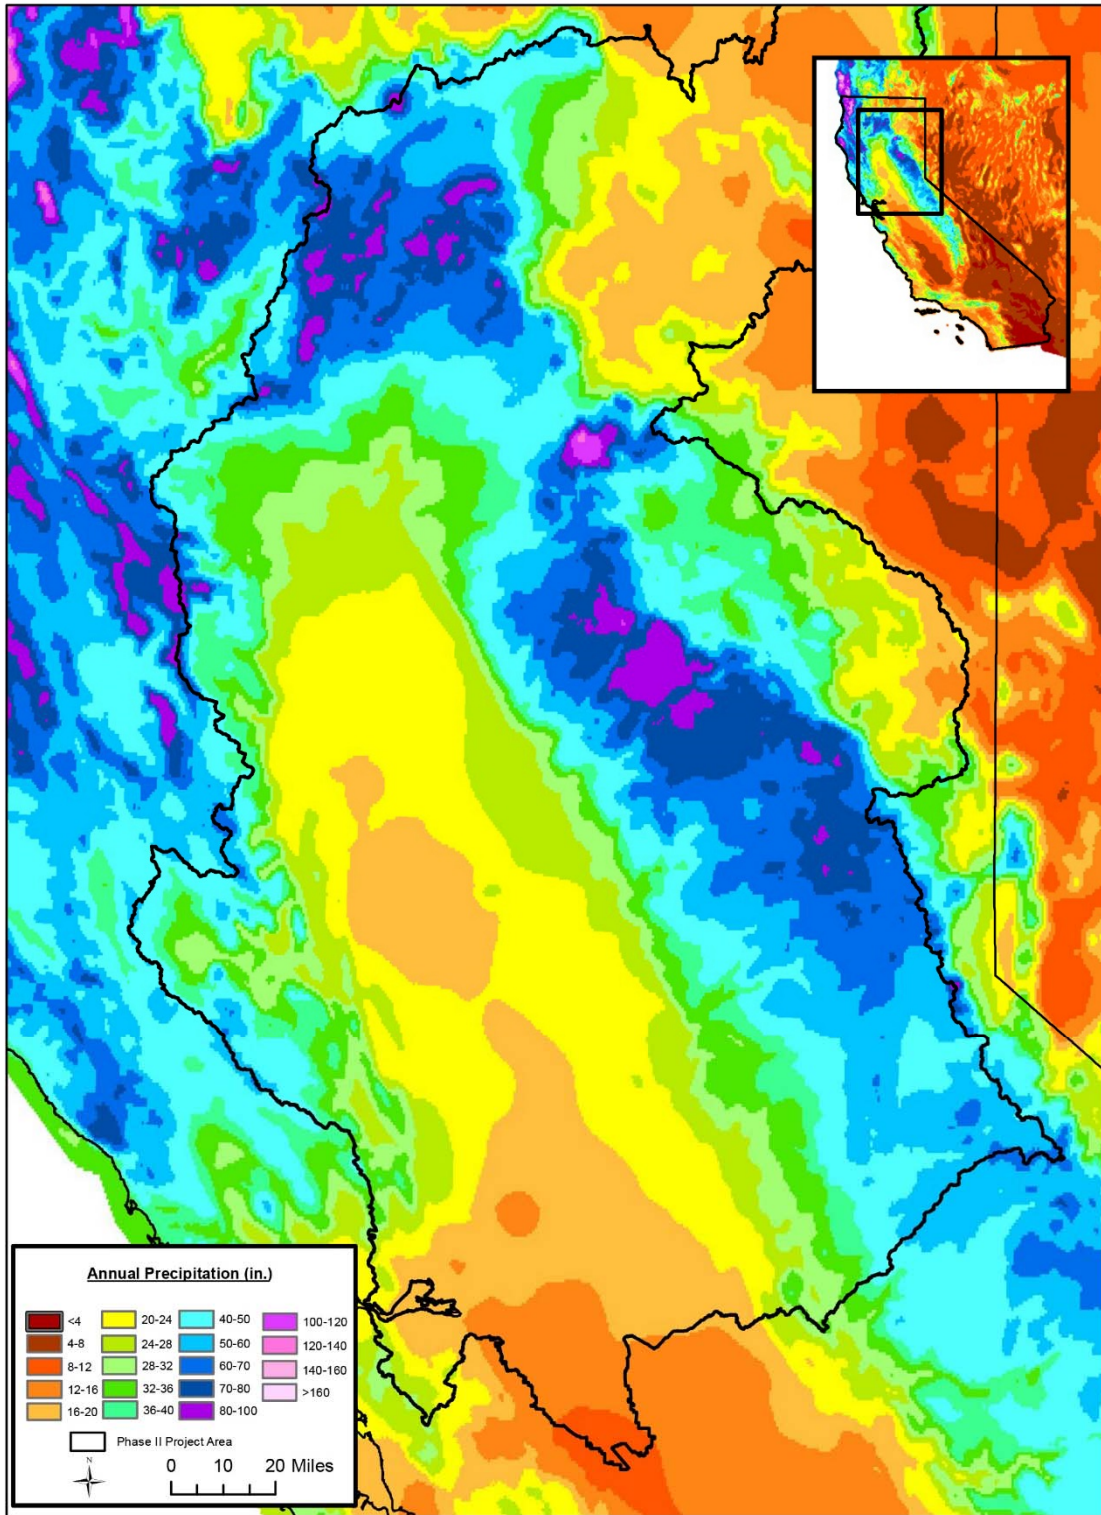 Annual Precipitation (in.)
<4 20-24 40-50 100-120
4-8 24-28 50-60 120-140
8-12 28-32 60-70 140-160
12-16 32-36 70-80 >160
16-20 36-40 80-100
Phase II Project Area
N
0 10 20 Miles